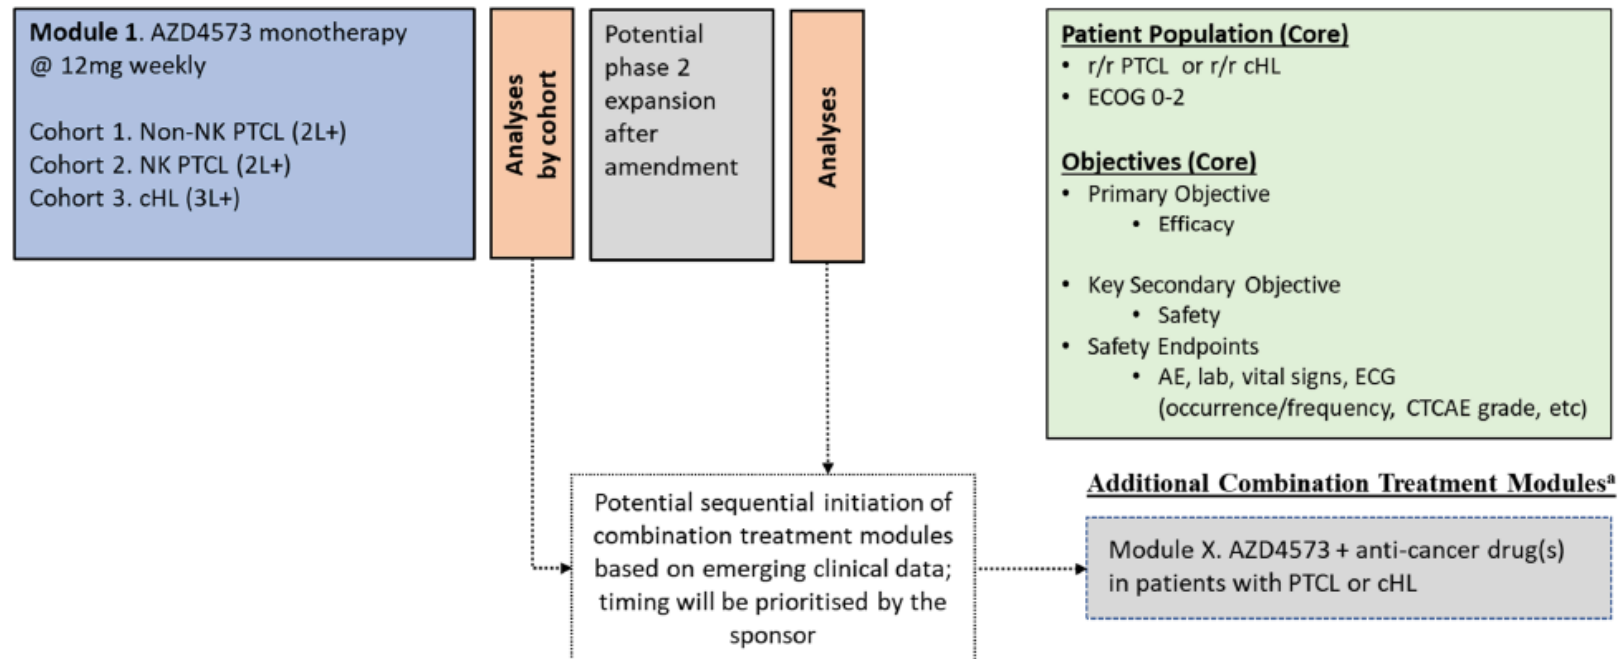 Module 1. AZD4573 monotherapy
@ 12mg weekly
Cohort 1. Non-NK PTCL (2L+)
Cohort 2. NK PTCL (2L+)
Cohort 3. cHL (3L+)
Analyses
by cohort
Potential
phase 2
expansion
after
amendment
Analyses
Patient Population (Core)
• r/r PTCL or r/r cHL
• ECOG 0-2
Objectives (Core)
• Primary Objective
• Efficacy
• Key Secondary Objective
• Safety
• Safety Endpoints
• AE, lab, vital signs, ECG
(occurrence/frequency, CTCAE grade, etc)
Potential sequential initiation of
combination treatment modules
based on emerging clinical data;
timing will be prioritised by the
sponsor
Additional Combination Treatment Modulesᵃ
Module X. AZD4573 + anti-cancer drug(s)
in patients with PTCL or cHL